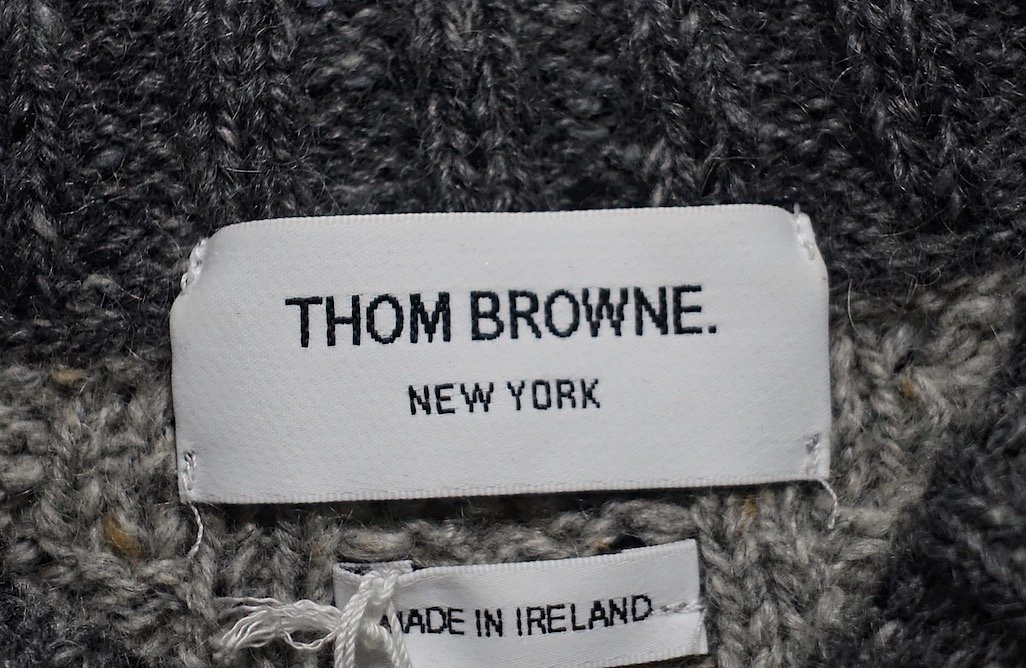 THOM BROWNE.
NEW YORK
MADE IN IRELAND